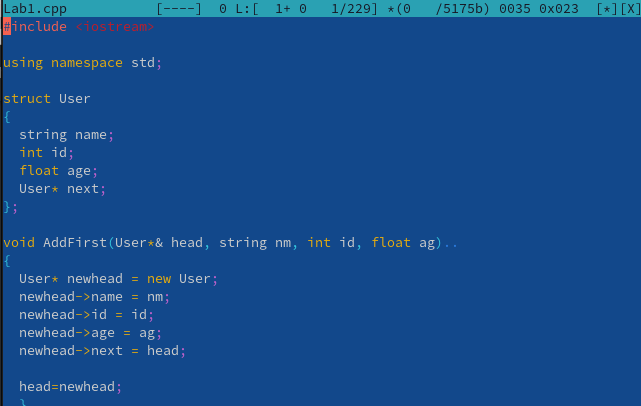 Lab1.cpp [----] 0 L:[ 1+ 0 1/229] *(0 /5175b) 0035 0x023 [*][X]
#include <iostream>
using namespace std;
struct User
{
string name;
int id;
float age;
User* next;
};
void AddFirst(User*& head, string nm, int id, float ag)..
{
User* newhead = new User;
newhead->name = nm;
newhead->id = id;
newhead->age = ag;
newhead->next = head;
head=newhead;
}